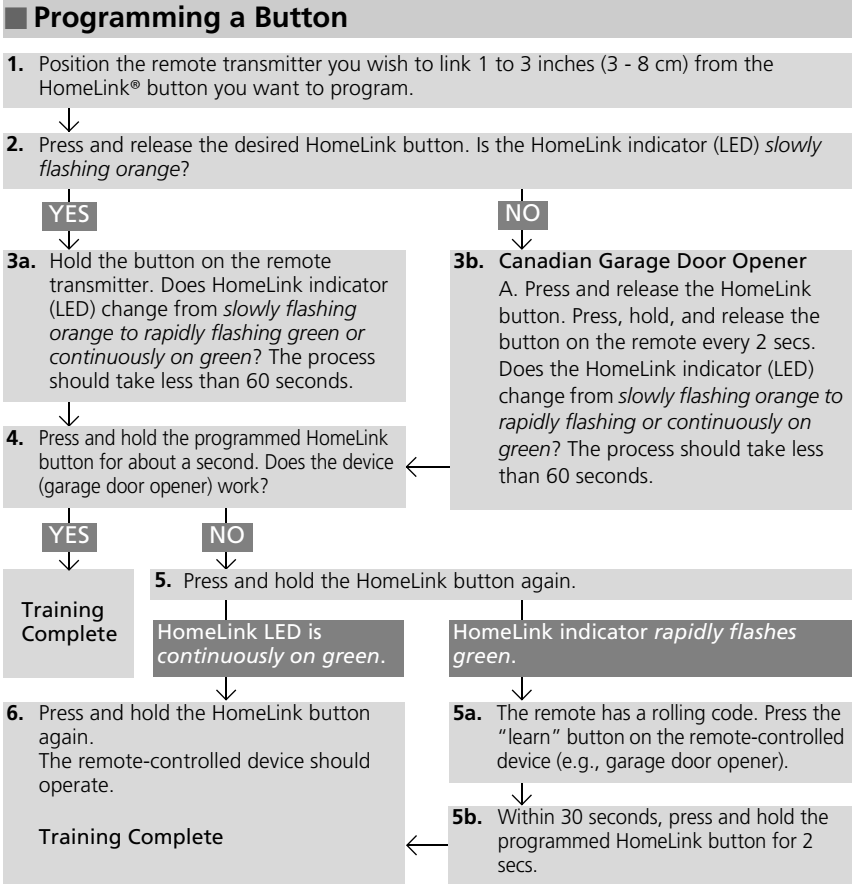 Programming a Button
1. Position the remote transmitter you wish to link 1 to 3 inches (3 - 8 cm) from the
HomeLink® button you want to program.
2. Press and release the desired HomeLink button. Is the HomeLink indicator (LED) slowly
flashing orange?
YES
NO
3a. Hold the button on the remote
transmitter. Does HomeLink indicator
(LED) change from slowly flashing
orange to rapidly flashing green or
continuously on green? The process
should take less than 60 seconds.
3b. Canadian Garage Door Opener
A. Press and release the HomeLink
button. Press, hold, and release the
button on the remote every 2 secs.
Does the HomeLink indicator (LED)
change from slowly flashing orange to
rapidly flashing or continuously on
green? The process should take less
than 60 seconds.
4. Press and hold the programmed HomeLink
button for about a second. Does the device
(garage door opener) work?
YES
NO
Training
Complete
5. Press and hold the HomeLink button again.
HomeLink LED is
continuously on green.
HomeLink indicator rapidly flashes
green.
6. Press and hold the HomeLink button
again.
The remote-controlled device should
operate.
Training Complete
5a. The remote has a rolling code. Press the
“learn” button on the remote-controlled
device (e.g., garage door opener).
5b. Within 30 seconds, press and hold the
programmed HomeLink button for 2
secs.